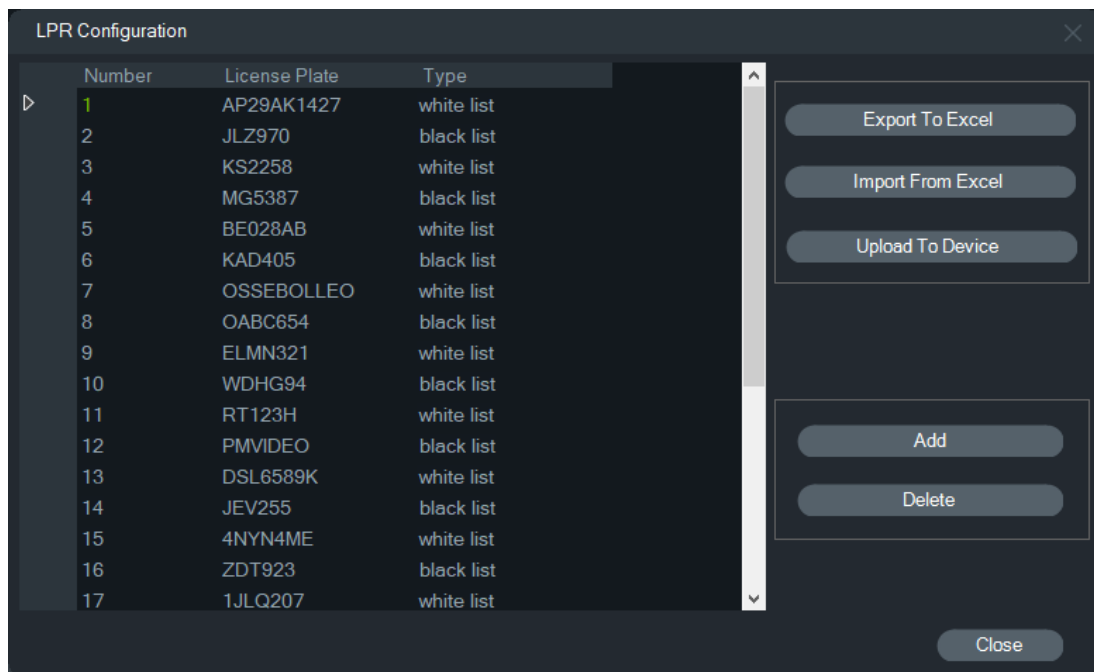 LPR Configuration
Number License Plate Type
1 AP29AK1427 white list
2 JLZ970 black list
3 KS2258 white list
4 MG5387 black list
5 BE028AB white list
6 KAD405 black list
7 OSSEBOLLEO white list
8 OABC654 black list
9 ELMN321 white list
10 WDHG94 black list
11 RT123H white list
12 PMVIDEO black list
13 DSL6589K white list
14 JEV255 black list
15 4NYN4ME white list
16 ZDT923 black list
17 1JLQ207 white list
Export To Excel
Import From Excel
Upload To Device
Add
Delete
Close